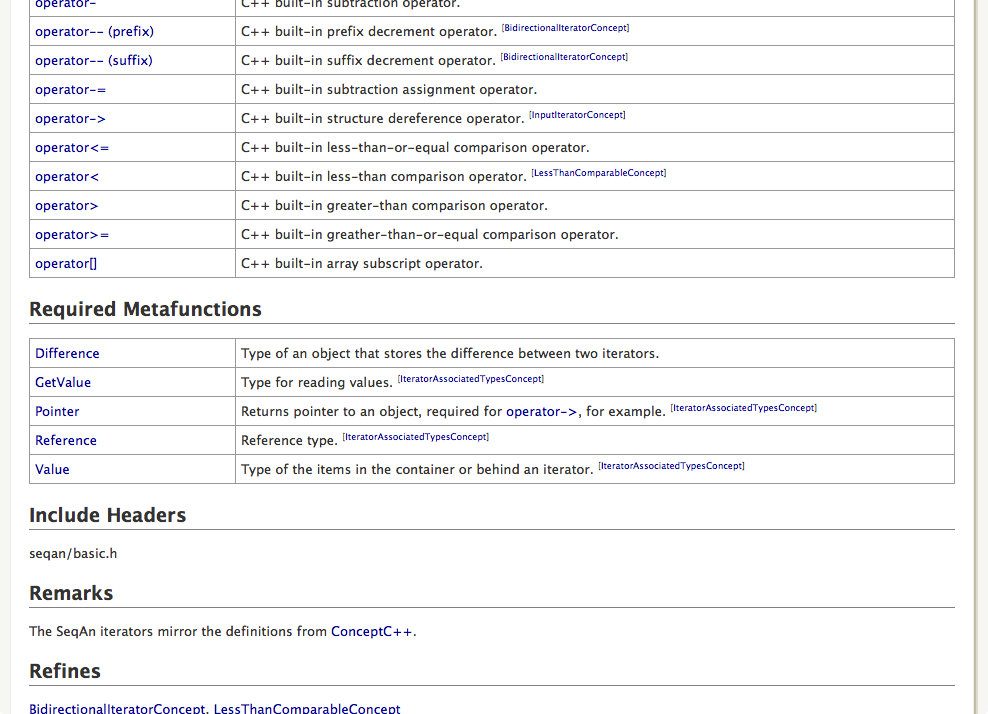 operator- C++ built-in subtraction operator.
operator-- (prefix) C++ built-in prefix decrement operator. [BidirectionalIteratorConcept]
operator-- (suffix) C++ built-in suffix decrement operator. [BidirectionalIteratorConcept]
operator-= C++ built-in subtraction assignment operator.
operator-> C++ built-in structure dereference operator. [InputIteratorConcept]
operator<= C++ built-in less-than-or-equal comparison operator.
operator< C++ built-in less-than comparison operator. [LessThanComparableConcept]
operator> C++ built-in greater-than comparison operator.
operator>= C++ built-in greather-than-or-equal comparison operator.
operator[] C++ built-in array subscript operator.
Required Metafunctions
Difference Type of an object that stores the difference between two iterators.
GetValue Type for reading values. [IteratorAssociatedTypesConcept]
Pointer Returns pointer to an object, required for operator->, for example. [IteratorAssociatedTypesConcept]
Reference Reference type. [IteratorAssociatedTypesConcept]
Value Type of the items in the container or behind an iterator. [IteratorAssociatedTypesConcept]
Include Headers
seqan/basic.h
Remarks
The SeqAn iterators mirror the definitions from ConceptC++.
Refines
BidirectionalIteratorConcept, LessThanComparableConcept